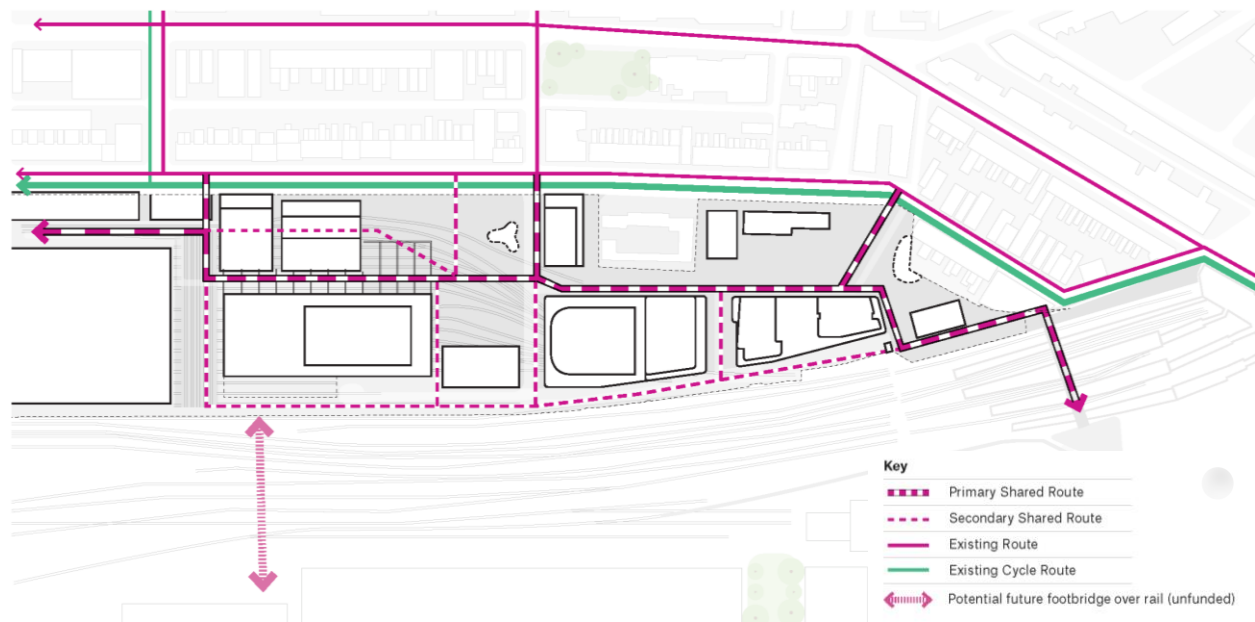 Key
Primary Shared Route
Secondary Shared Route
Existing Route
Existing Cycle Route
Potential future footbridge over rail (unfunded)